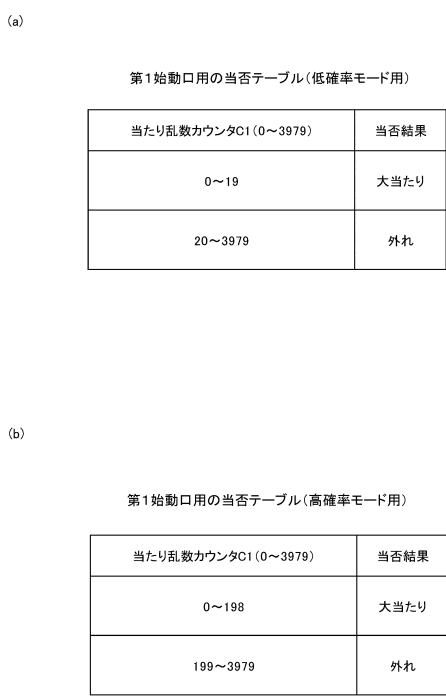 (a)
第1始動口用の当否テーブル(低確率モード用)
当たり乱数カウンタC1(0～3979) 当否結果
0～19 大当たり
20～3979 外れ
(b)
第1始動口用の当否テーブル(高確率モード用)
当たり乱数カウンタC1(0～3979) 当否結果
0～198 大当たり
199～3979 外れ